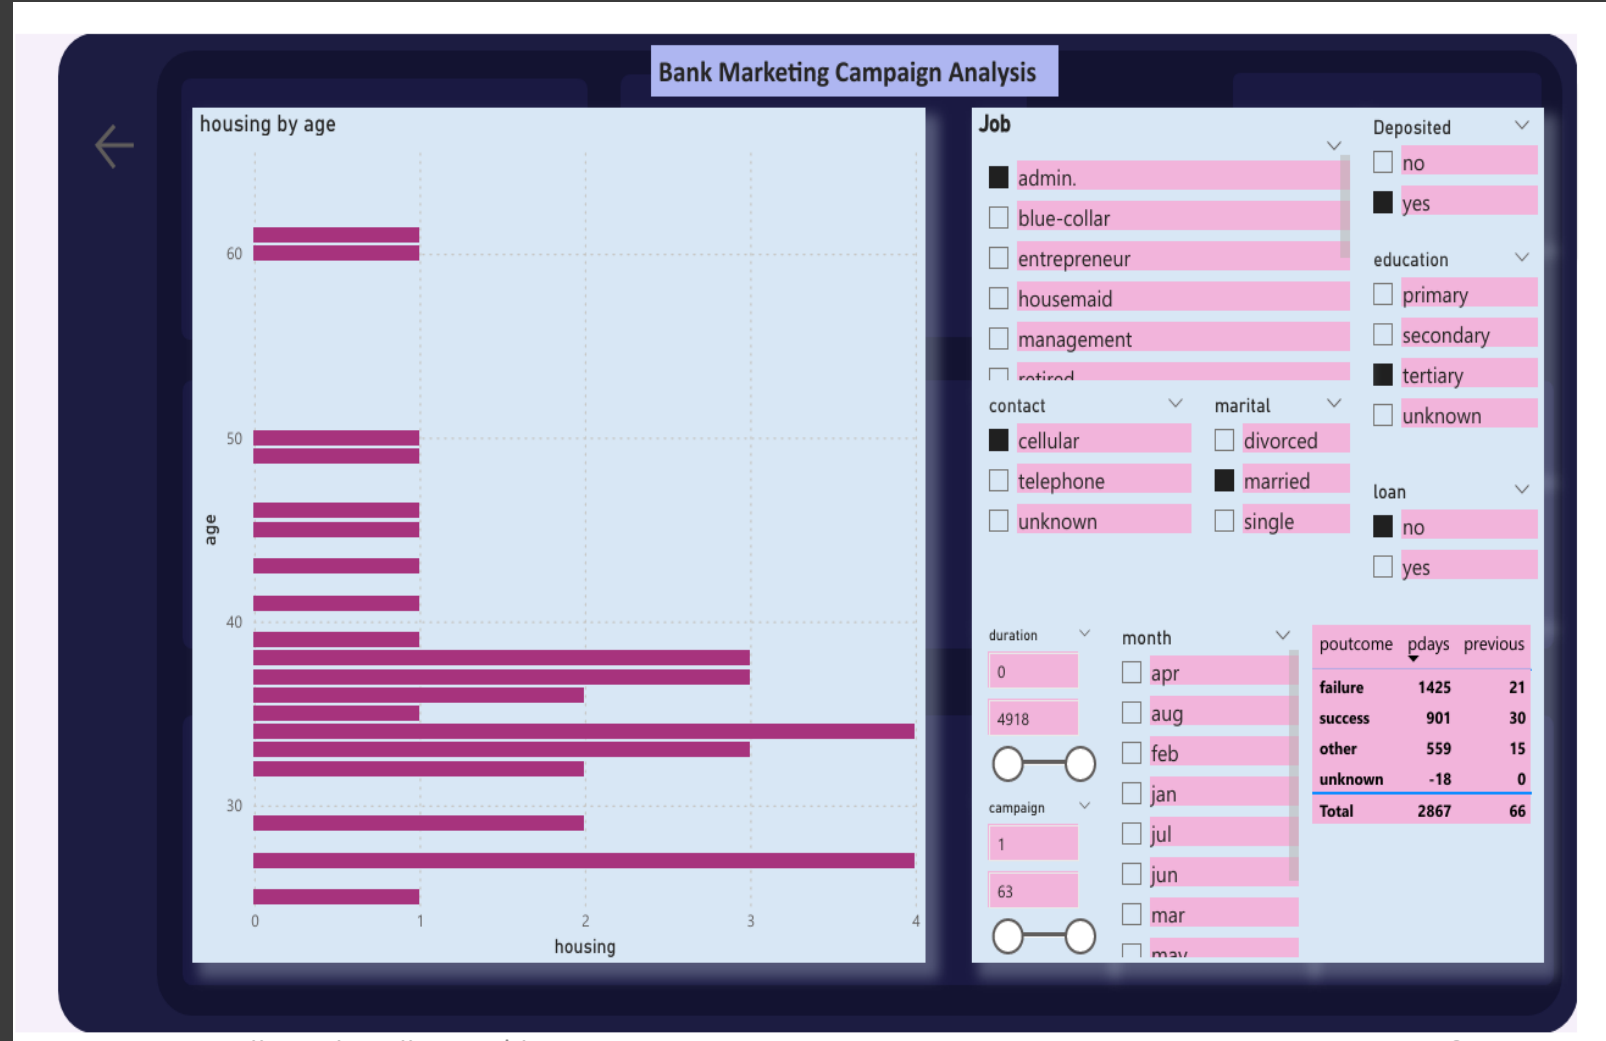 Bank Marketing Campaign Analysis
housing by age
60
50
40
30
age
0 1 2 3 4
housing
Job
admin.
blue-collar
entrepreneur
housemaid
management
retired
Deposited
no
yes
education
primary
secondary
tertiary
unknown
contact
cellular
telephone
unknown
marital
divorced
married
single
loan
no
yes
duration
0
4918
campaign
1
63
month
apr
aug
feb
jan
jul
jun
mar
may
poutcome pdays previous
failure 1425 21
success 901 30
other 559 15
unknown -18 0
Total 2867 66